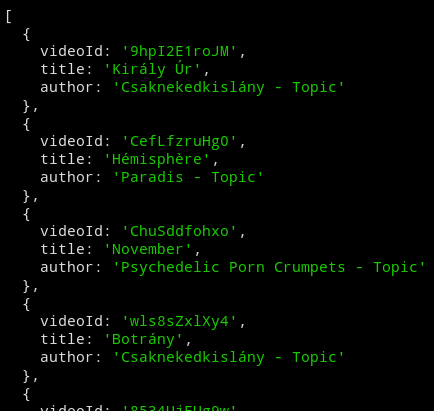 [
  {
    videoId: '9hpI2E1roJM',
    title: 'Király Úr',
    author: 'Csaknekedkislány - Topic'
  },
  {
    videoId: 'CefLfzruHgO',
    title: 'Hémisphère',
    author: 'Paradis - Topic'
  },
  {
    videoId: 'ChuSddfohxo',
    title: 'November',
    author: 'Psychedelic Porn Crumpets - Topic'
  },
  {
    videoId: 'wls8sZxlXy4',
    title: 'Botrány',
    author: 'Csaknekedkislány - Topic'
  },
  {
    videoId: